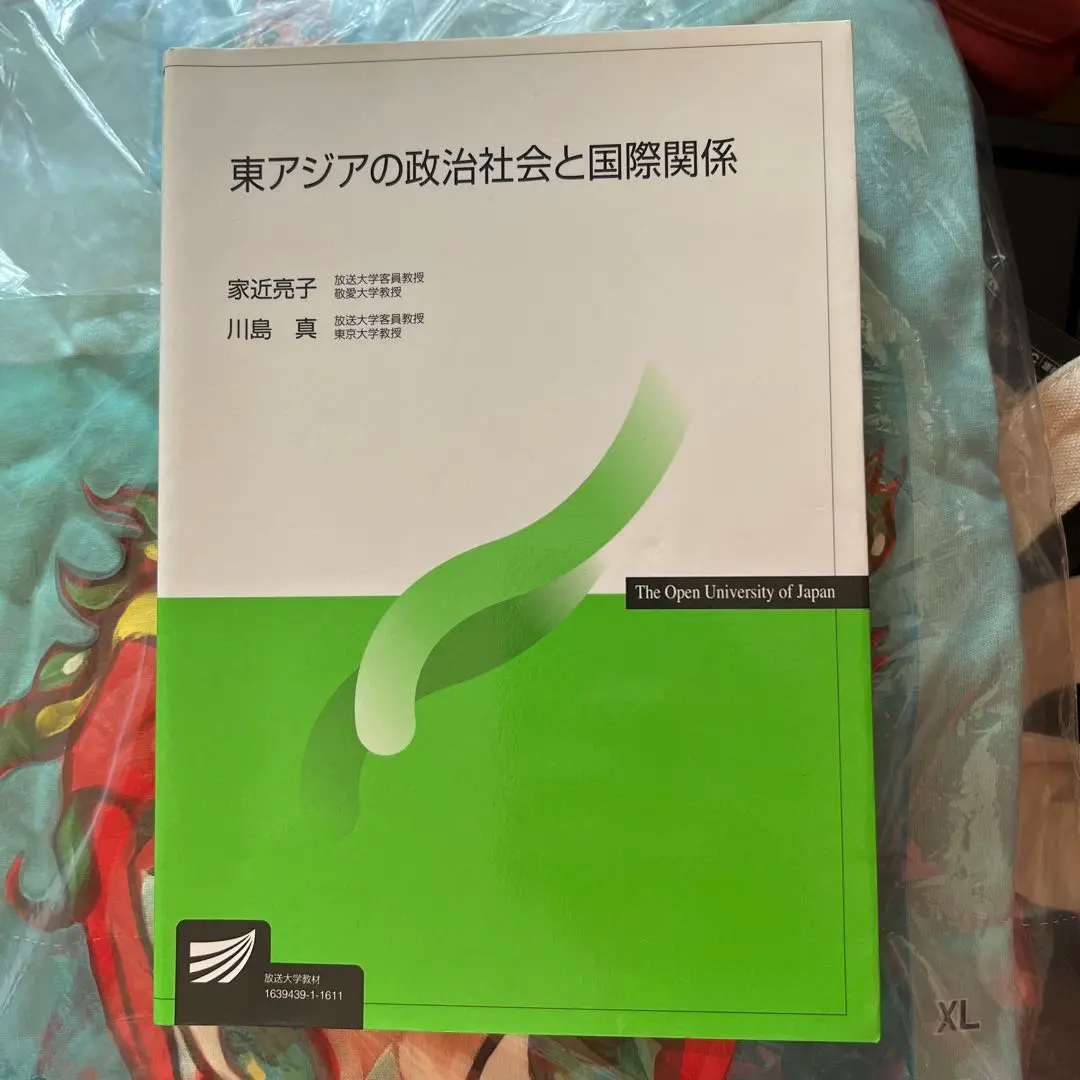 東アジアの政治社会と国際関係
家近亮子
放送大学客員教授
敬愛大学教授
川島　真
放送大学客員教授
東京大学教授
The Open University of Japan
放送大学教材
1639439-1-1611
XL